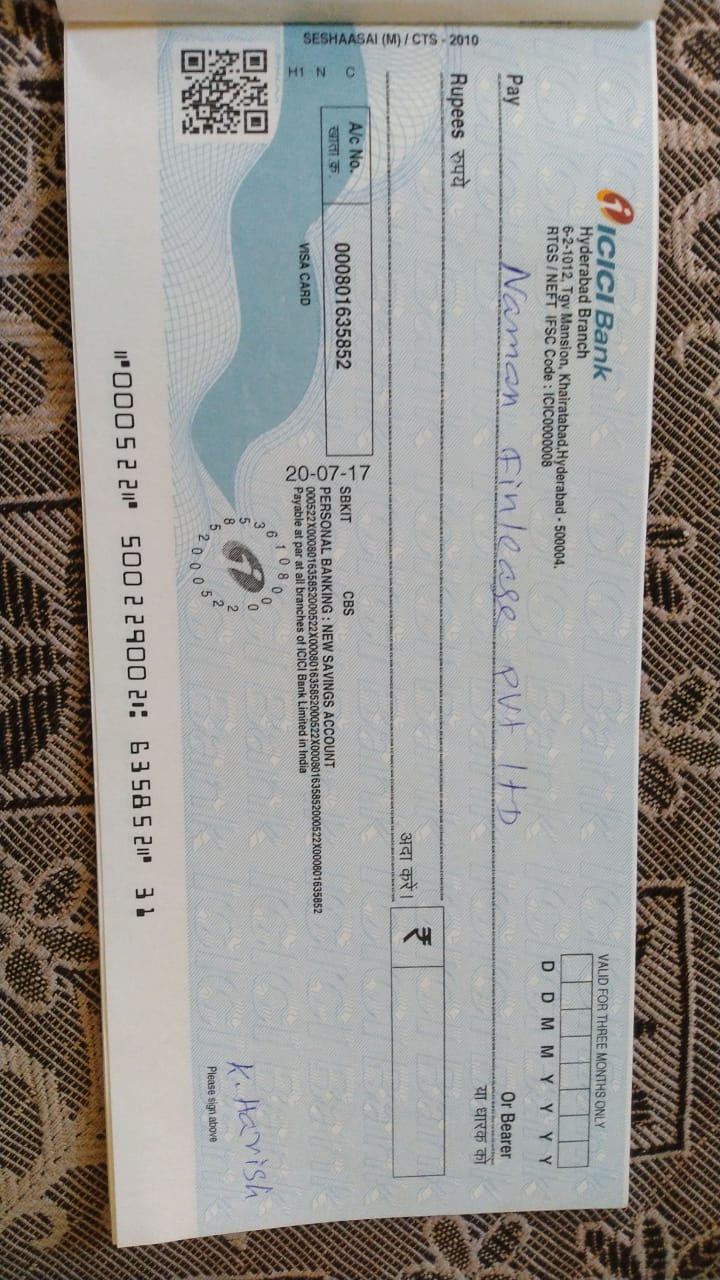 ICICI Bank
Hyderabad Branch
6-2-1012, Tgv Mansion, Khairatabad,Hyderabad - 500004.
RTGS / NEFT IFSC Code : ICIC0000008
VALID FOR THREE MONTHS ONLY
D D M M Y Y Y Y
Pay Naman Finlease pvt ltD Or Bearer
या धारक को
Rupees रुपये
अदा करें।
₹
SESHAASAI (M) / CTS - 2010
H1 N C
A/c No.
खाता क्र.
000801635852
VISA CARD
20-07-17
SBKIT CBS
PERSONAL BANKING : NEW SAVINGS ACCOUNT
000522X000801635852000522X000801635852000522X000801635852000522X000801635852
Payable at par at all branches of ICICI Bank Limited in India
K. Harish
Please sign above
⑈000522⑈ 500229002⑆ 635852⑈ 31